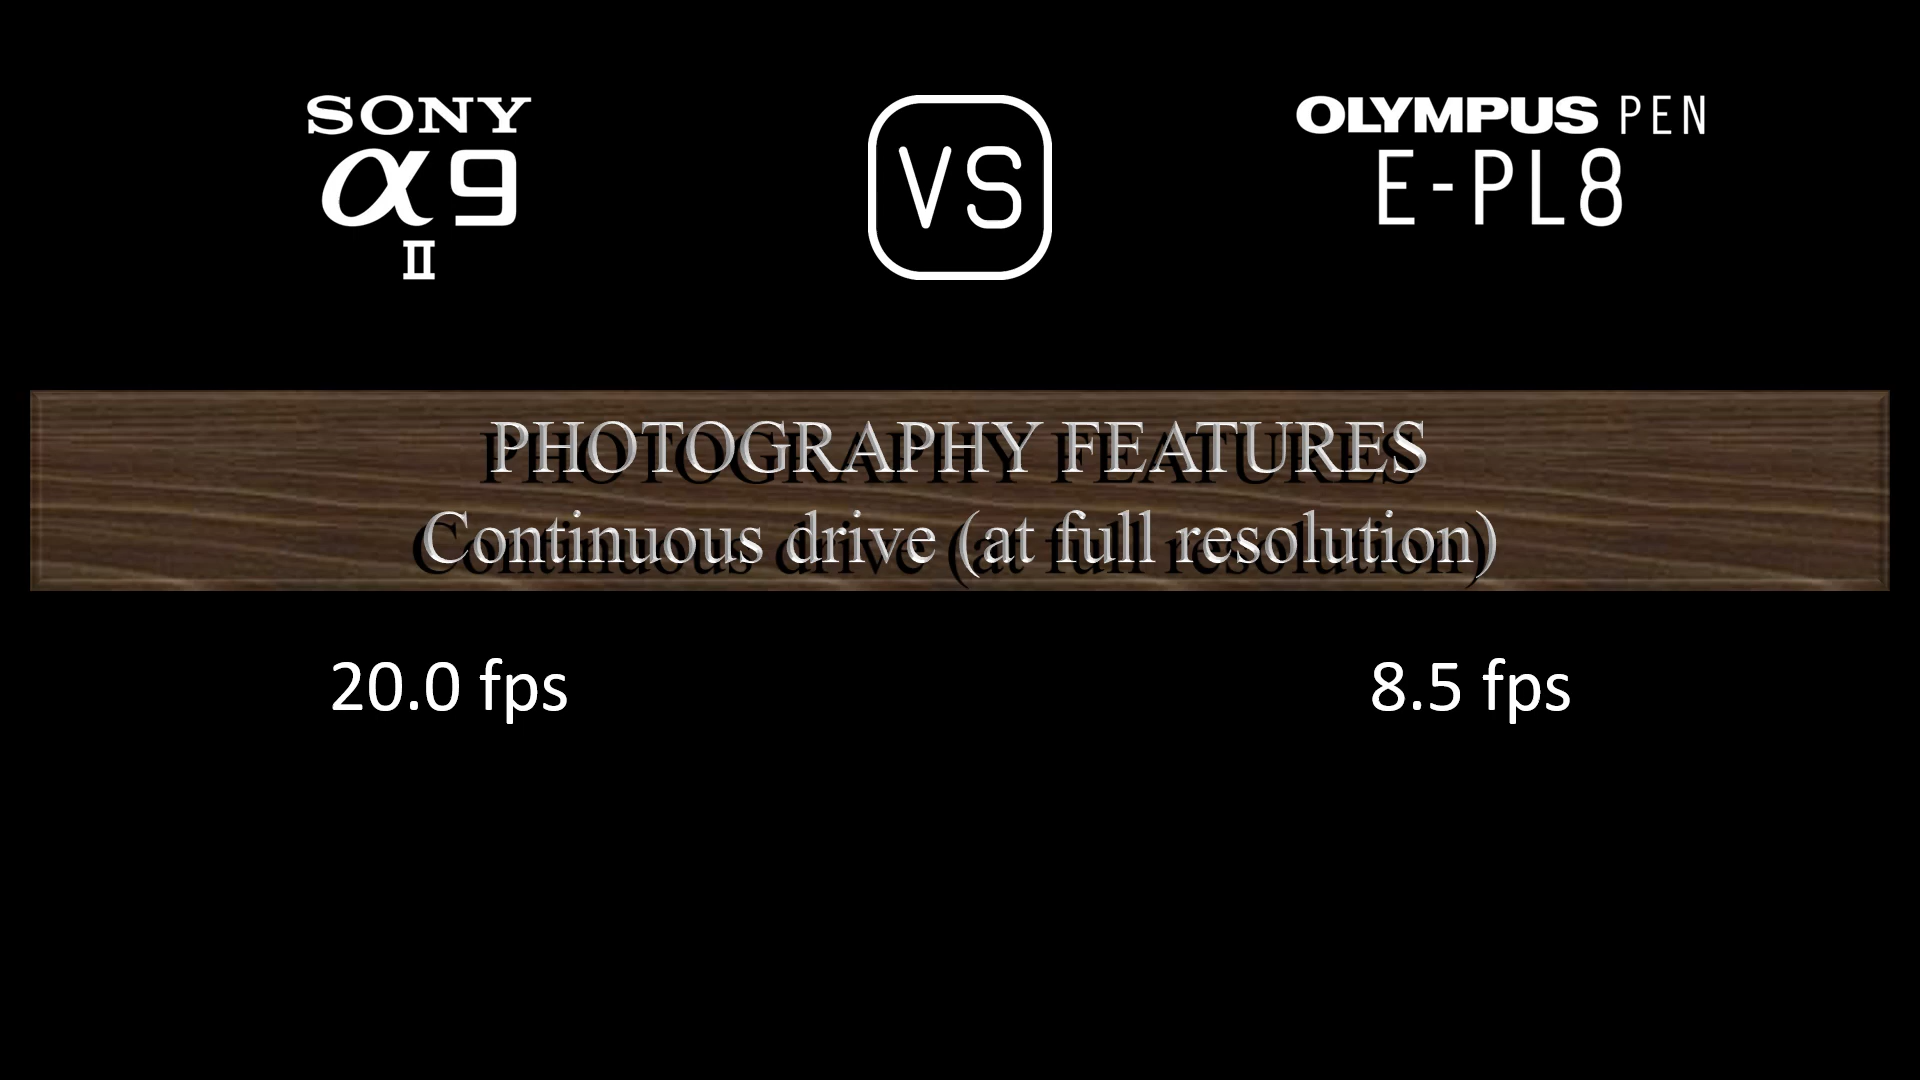 SONY
α9
II
VS
OLYMPUS PEN
E-PL8
PHOTOGRAPHY FEATURES
Continuous drive (at full resolution)
20.0 fps
8.5 fps